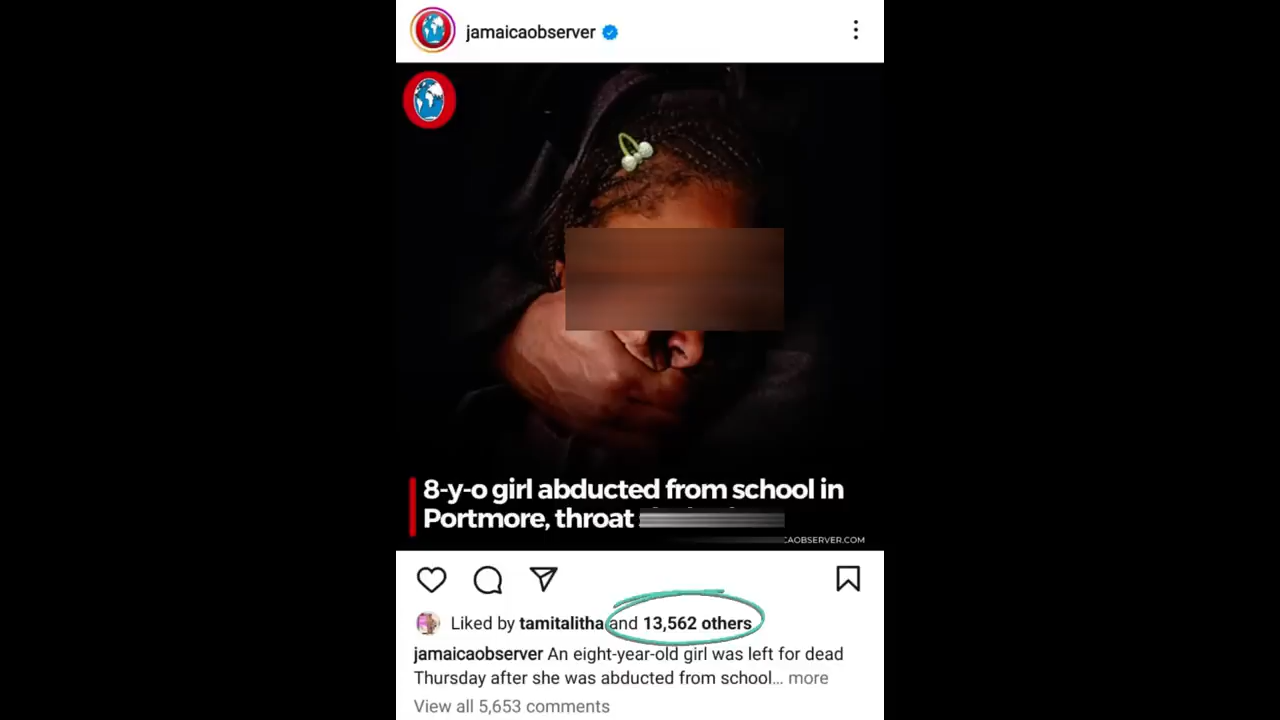 jamaicaobserver
8-y-o girl abducted from school in
Portmore, throat
CAOBSERVER.COM
Liked by tamitalitha and 13,562 others
jamaicaobserver An eight-year-old girl was left for dead
Thursday after she was abducted from school... more
View all 5,653 comments